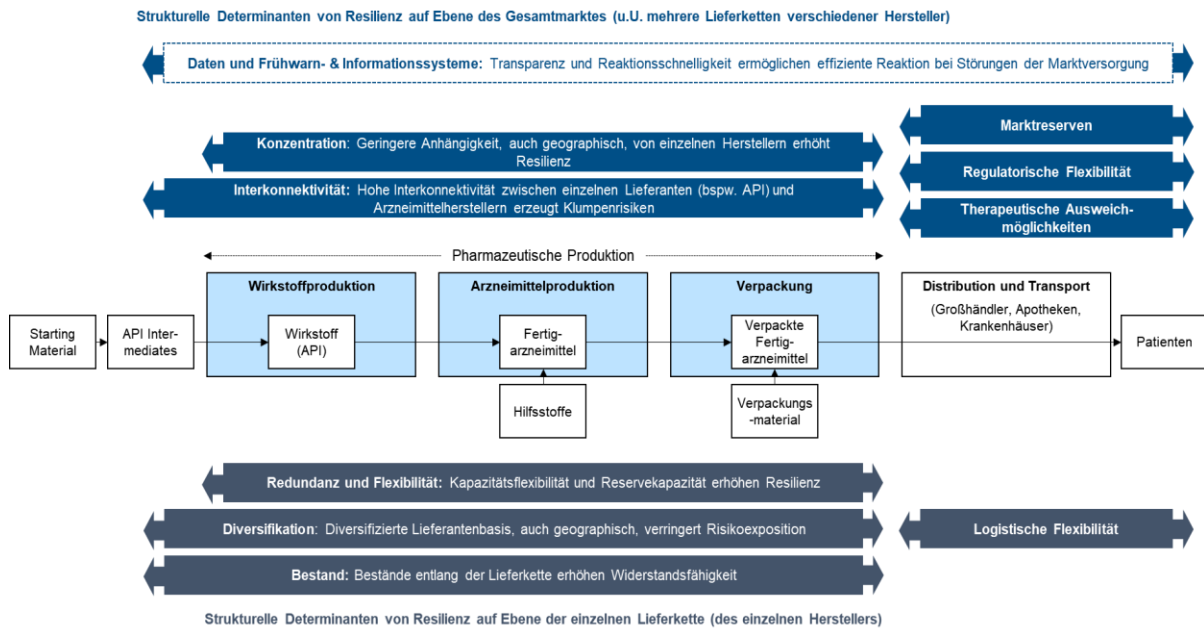 Strukturelle Determinanten von Resilienz auf Ebene des Gesamtmarktes (u.U. mehrere Lieferketten verschiedener Hersteller)
Daten und Frühwarn- & Informationssysteme: Transparenz und Reaktionsschnelligkeit ermöglichen effiziente Reaktion bei Störungen der Marktversorgung
Konzentration: Geringere Anhängigkeit, auch geographisch, von einzelnen Herstellern erhöht
Resilienz
Marktreserven
Interkonnektivität: Hohe Interkonnektivität zwischen einzelnen Lieferanten (bspw. API) und
Arzneimittelherstellern erzeugt Klumpenrisiken
Regulatorische Flexibilität
Therapeutische Ausweich-
möglichkeiten
Pharmazeutische Produktion
Wirkstoffproduktion
Arzneimittelproduktion
Verpackung
Distribution und Transport
(Großhändler, Apotheken,
Krankenhäuser)
Starting
Material
API Inter-
mediates
Wirkstoff
(API)
Fertig-
arzneimittel
Verpackte
Fertig-
arzneimittel
Patienten
Hilfsstoffe
Verpackungs
-material
Redundanz und Flexibilität: Kapazitätsflexibilität und Reservekapazität erhöhen Resilienz
Diversifikation: Diversifizierte Lieferantenbasis, auch geographisch, verringert Risikoexposition
Logistische Flexibilität
Bestand: Bestände entlang der Lieferkette erhöhen Widerstandsfähigkeit
Strukturelle Determinanten von Resilienz auf Ebene der einzelnen Lieferkette (des einzelnen Herstellers)